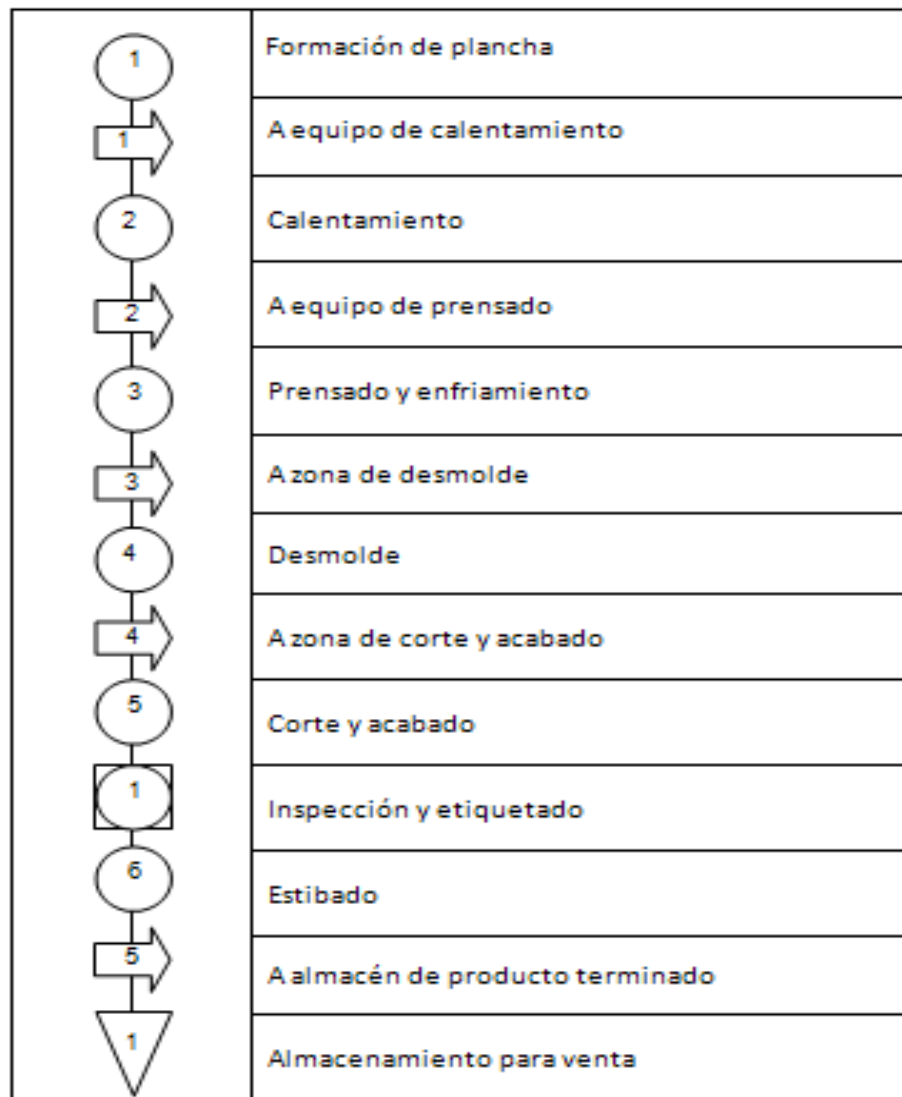 1 Formación de plancha
1 A equipo de calentamiento
2 Calentamiento
2 A equipo de prensado
3 Prensado y enfriamiento
3 A zona de desmolde
4 Desmolde
4 A zona de corte y acabado
5 Corte y acabado
1 Inspección y etiquetado
6 Estibado
5 A almacén de producto terminado
1 Almacenamiento para venta